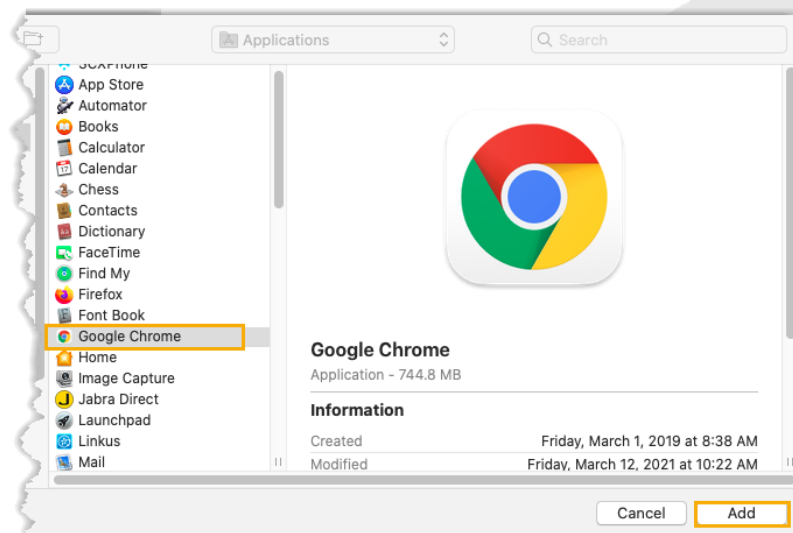 Applications
Search
SCXPhone
App Store
Automator
Books
Calculator
Calendar
Chess
Contacts
Dictionary
FaceTime
Find My
Firefox
Font Book
Google Chrome
Home
Image Capture
Jabra Direct
Launchpad
Linkus
Mail
Google Chrome
Application - 744.8 MB
Information
Created Friday, March 1, 2019 at 8:38 AM
Modified Friday, March 12, 2021 at 10:22 AM
Cancel Add